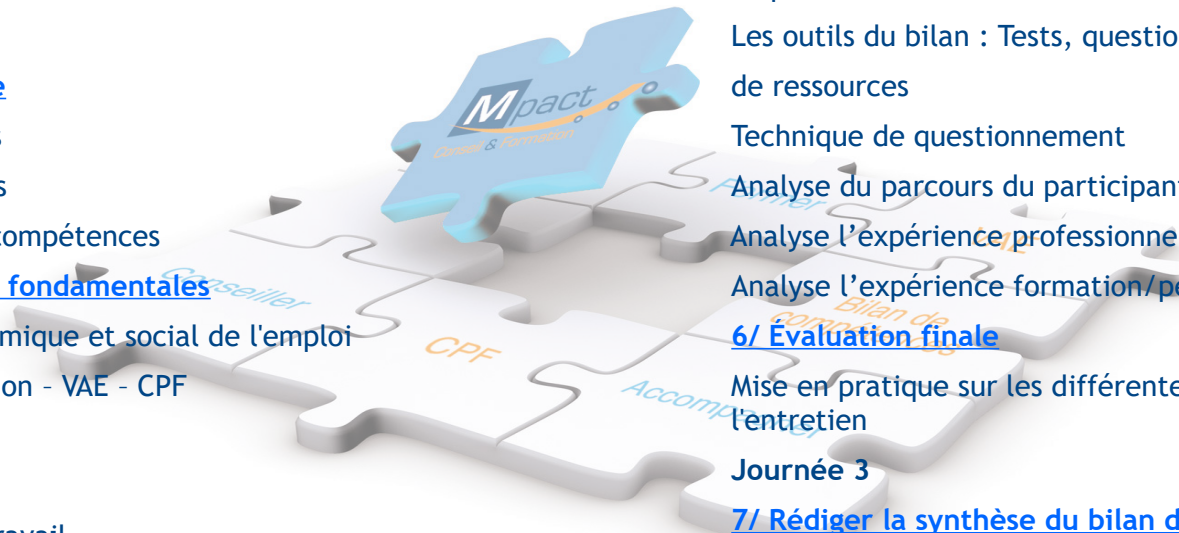 e
s
s
compétences
fondamentales
mique et social de l'emploi
on – VAE – CPF
Les outils du bilan : Tests, questio
de ressources
Technique de questionnement
Analyse du parcours du participan
Analyse l’expérience professionne
Analyse l’expérience formation/pe
6/ Évaluation finale
Mise en pratique sur les différente
l'entretien
Journée 3
7/ Rédiger la synthèse du bilan d
Mpact
Conseil & Formation
Former
VAE
Conseiller
Bilan de
compétences
CPF
Accompagner